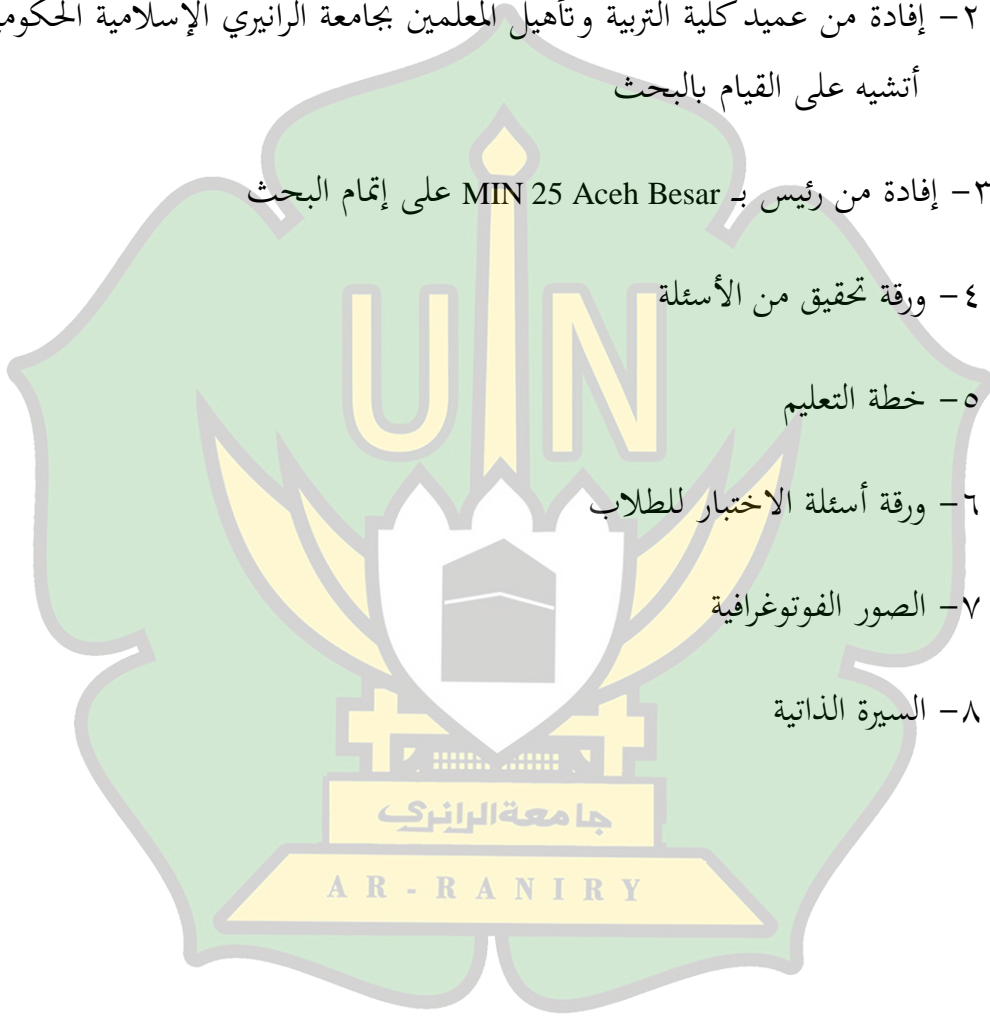 ٢- إفادة من عميد كلية التربية وتأهيل المعلمين بجامعة الرانيري الإسلامية
أتشيه على القيام بالبحث
٣- إفادة من رئيس بـ MIN 25 Aceh Besar على إتمام البحث
٤- ورقة تحقيق من الأسئلة
٥- خطة التعليم
٦- ورقة أسئلة الاختبار للطلاب
٧- الصور الفوتوغرافية
٨- السيرة الذاتية
UIN
جامعة الرانري
AR-RANIRY